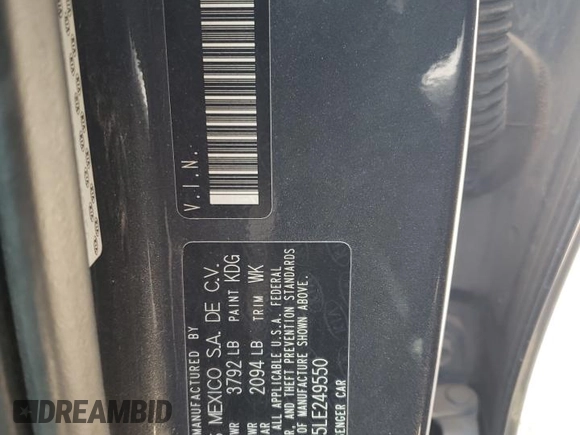 V.I.N.
MANUFACTURED BY
MEXICO S.A. DE C.V.
3792 LB PAINT KDG
2094 LB TRIM WK
ALL APPLICABLE U.S.A. FEDERAL
AND THEFT PREVENTION STANDARDS
OF MANUFACTURE SHOWN ABOVE.
5LE249550
CAR
DREAMBID
DREAMBID